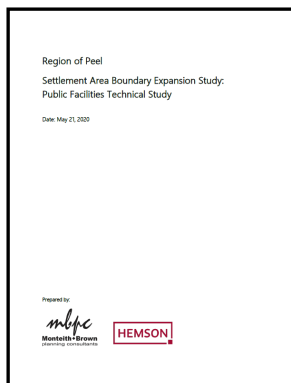 Region of Peel
Settlement Area Boundary Expansion Study:
Public Facilities Technical Study
Date: May 21, 2020
Prepared by:
mbpc
Monteith+Brown
planning consultants
HEMSON